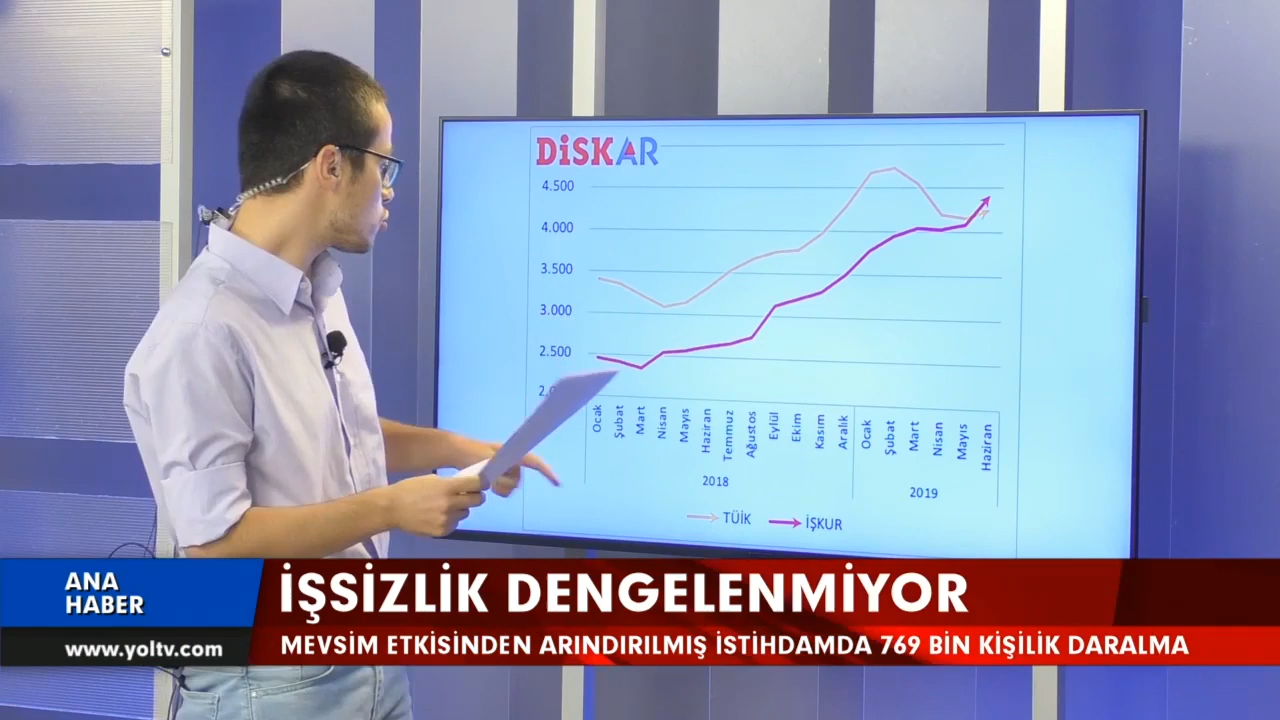 DİSKAR
4.500
4.000
3.500
3.000
2.500
Ocak
Şubat
Mart
Nisan
Mayıs
Haziran
Temmuz
Ağustos
Eylül
Ekim
Kasım
Aralık
Ocak
Şubat
Mart
Nisan
Mayıs
Haziran
2018
2019
TÜİK
İŞKUR
ANA
HABER
www.yoltv.com
İŞSİZLİK DENGELENMİYOR
MEVSİM ETKİSİNDEN ARINDIRILMIŞ İSTİHDAMDA 769 BİN KİŞİLİK DARALMA